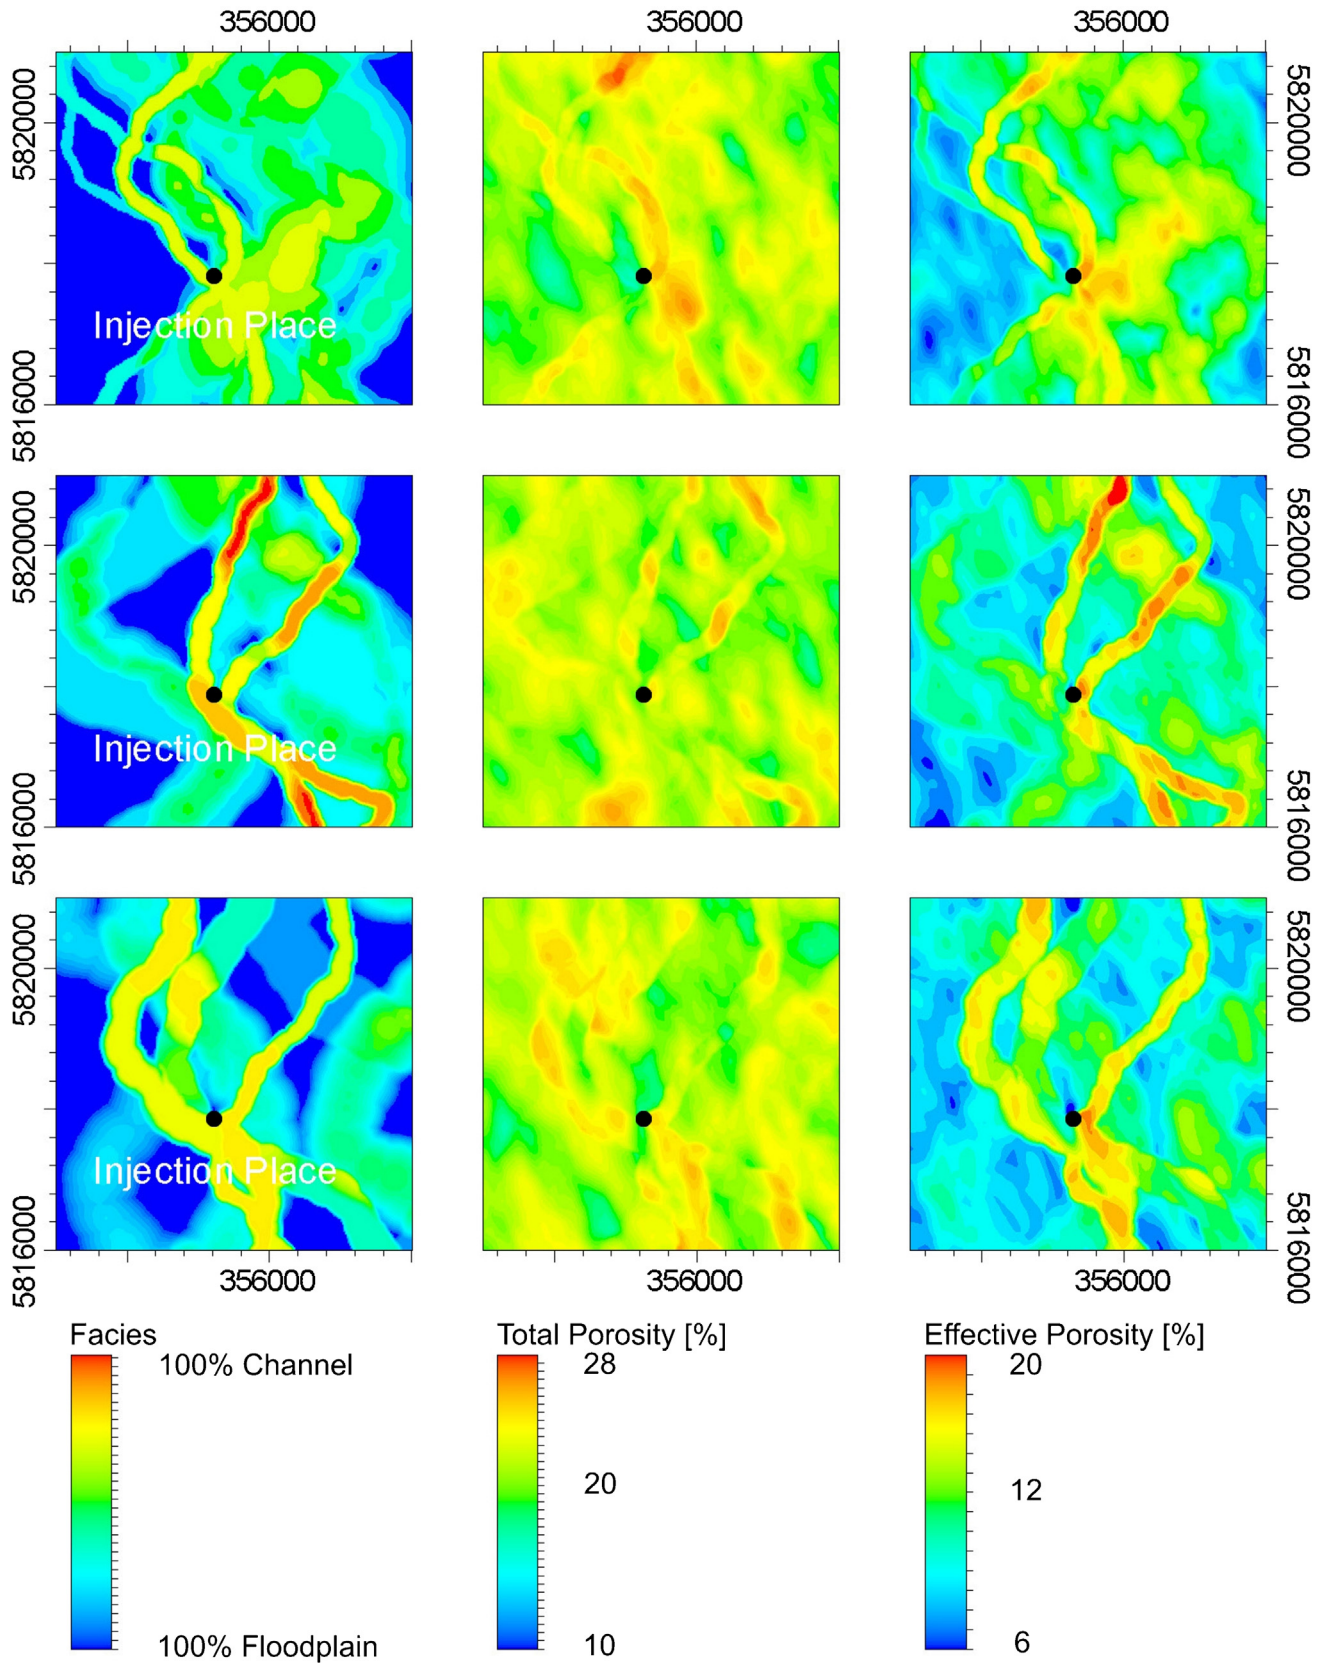 356000 356000 356000
5820000 5820000
Injection Place
5816000 5816000
5820000 5820000
Injection Place
5816000 5816000
5820000 5820000
Injection Place
5816000 5816000
356000 356000 356000
Facies Total Porosity [%] Effective Porosity [%]
100% Channel 28 20
20 12
100% Floodplain 10 6